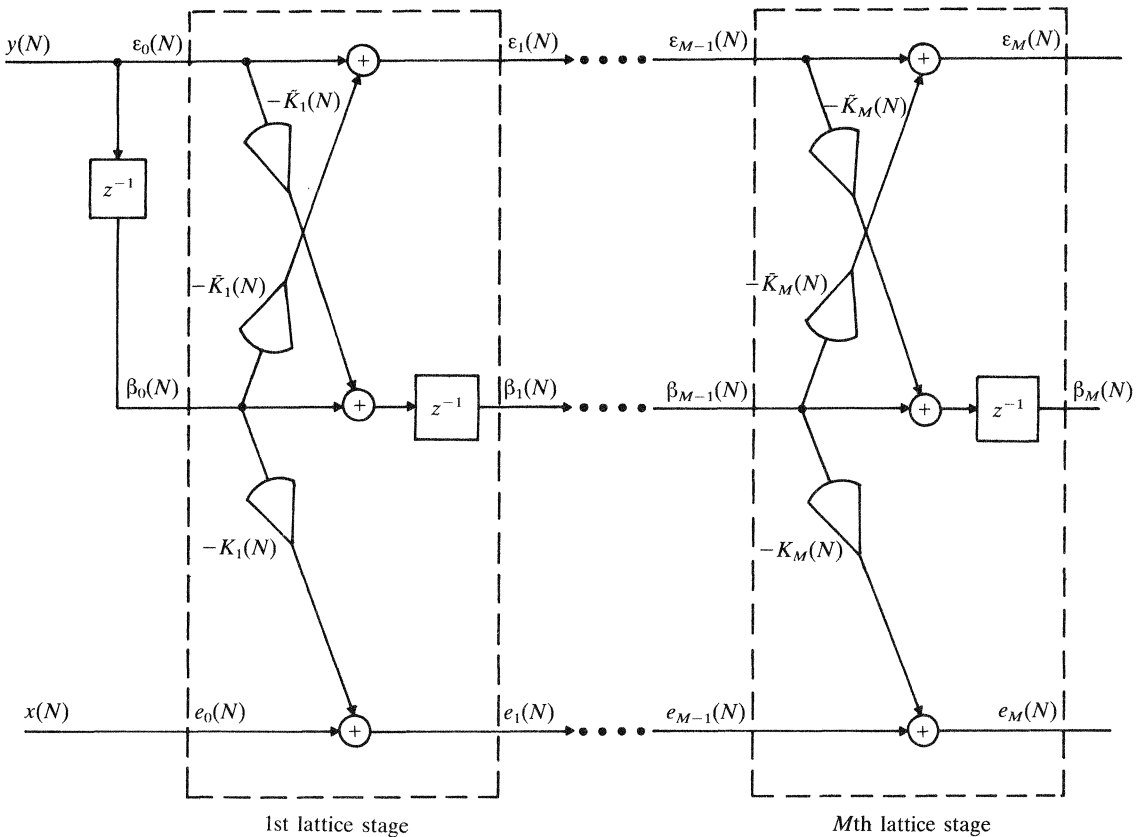 y(N) ε₀(N) ε₁(N) ε_{M−1}(N) ε_M(N)
−K̃₁(N) −K̃_M(N)
z⁻¹
−K̄₁(N) −K̄_M(N)
β₀(N) z⁻¹ β₁(N) β_{M−1}(N) z⁻¹ β_M(N)
+ + + +
−K₁(N) −K_M(N)
x(N) e₀(N) e₁(N) e_{M−1}(N) e_M(N)
+ +
1st lattice stage Mth lattice stage